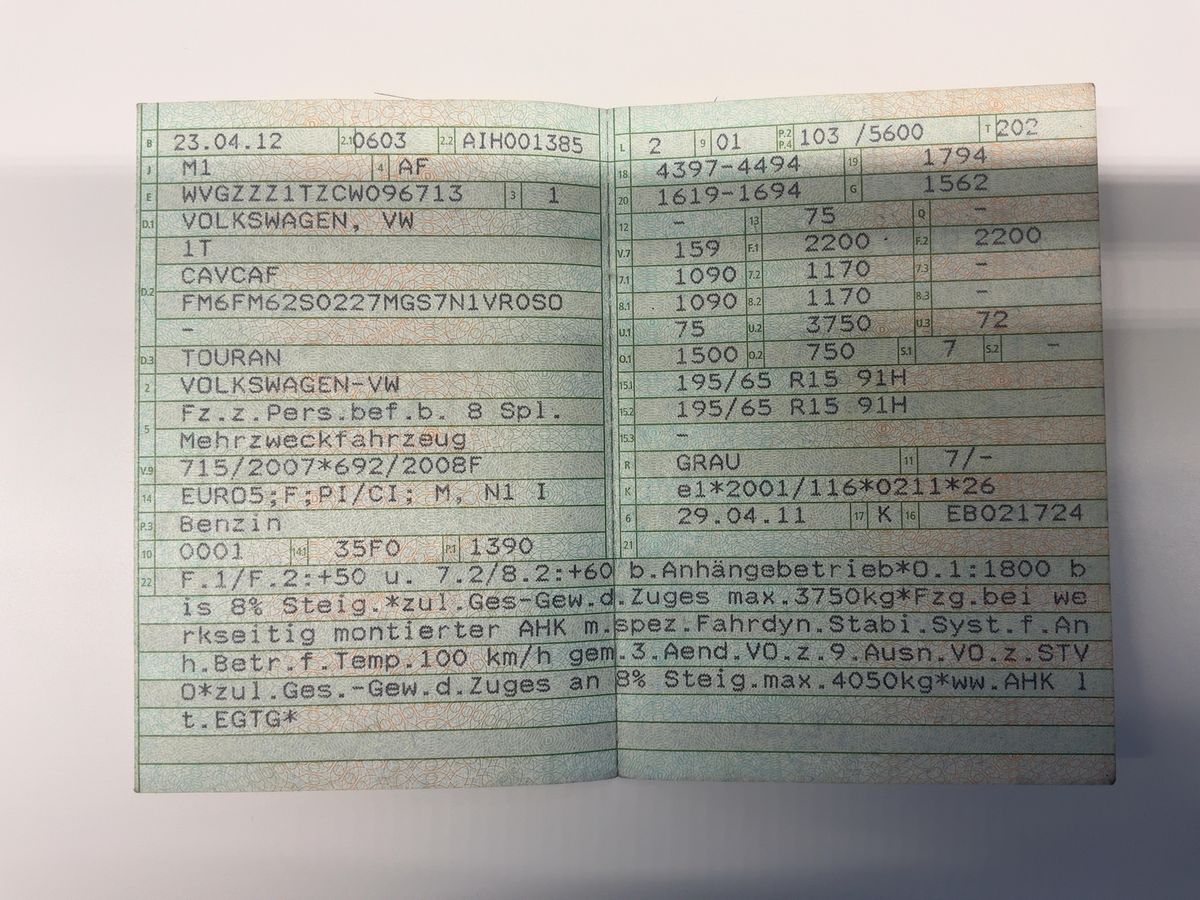 B 23.04.12 2.1 0603 2.2 AIH001385
J M1 4 AF
E WVGZZZ1TZCW096713 3 1
D.1 VOLKSWAGEN, VW
1T
D.2 CAVCAF
FM6FM62S0227MGS7N1VR0S0
-
D.3 TOURAN
2 VOLKSWAGEN-VW
5 Fz.z.Pers.bef.b. 8 Spl.
Mehrzweckfahrzeug
V.9 715/2007*692/2008F
14 EURO5;F;PI/CI; M, N1 I
P.3 Benzin
10 0001 14.1 35F0 P.1 1390
L 2 9 01 P.2 P.4 103 /5600 T 202
18 4397-4494 19 1794
20 1619-1694 G 1562
12 - 13 75 Q -
V.7 159 F.1 2200 F.2 2200
7.1 1090 7.2 1170 7.3 -
8.1 1090 8.2 1170 8.3 -
U.1 75 U.2 3750 U.3 72
O.1 1500 O.2 750 S.1 7 S.2 -
15.1 195/65 R15 91H
15.2 195/65 R15 91H
15.3 -
R GRAU 11 7/-
K e1*2001/116*0211*26
6 29.04.11 17 K 16 EB021724
21
22 F.1/F.2:+50 u. 7.2/8.2:+60 b.Anhängebetrieb*O.1:1800 b
is 8% Steig.*zul.Ges-Gew.d.Zuges max.3750kg*Fzg.bei we
rkseitig montierter AHK m.spez.Fahrdyn.Stabi.Syst.f.An
h.Betr.f.Temp.100 km/h gem.3.Aend.VO.z.9.Ausn.VO.z.STV
O*zul.Ges.-Gew.d.Zuges an 8% Steig.max.4050kg*ww.AHK l
t.EGTG*